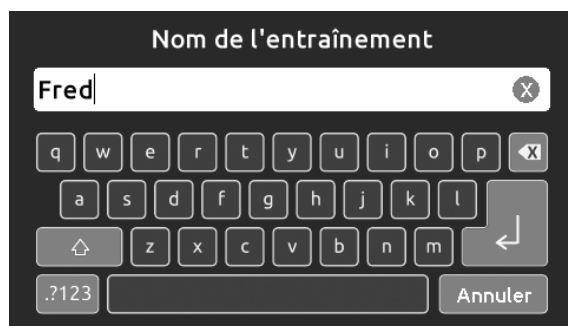 Nom de l'entraînement
Fred
q w e r t y u i o p
a s d f g h j k l
z x c v b n m
.?123 Annuler